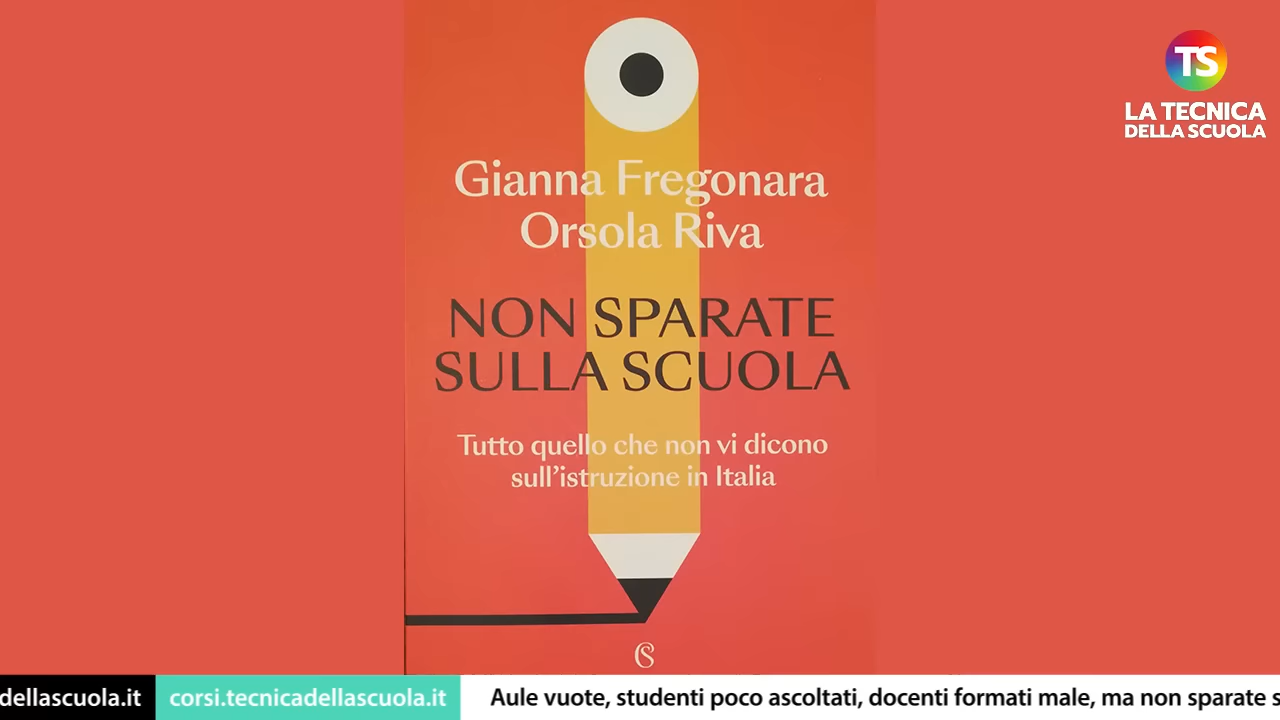 TS
LA TECNICA
DELLA SCUOLA
Gianna Fregonara
Orsola Riva
NON SPARATE
SULLA SCUOLA
Tutto quello che non vi dicono
sull'istruzione in Italia
CS
dellascuola.it
corsi.tecnicadellascuola.it
Aule vuote, studenti poco ascoltati, docenti formati male, ma non sparate s